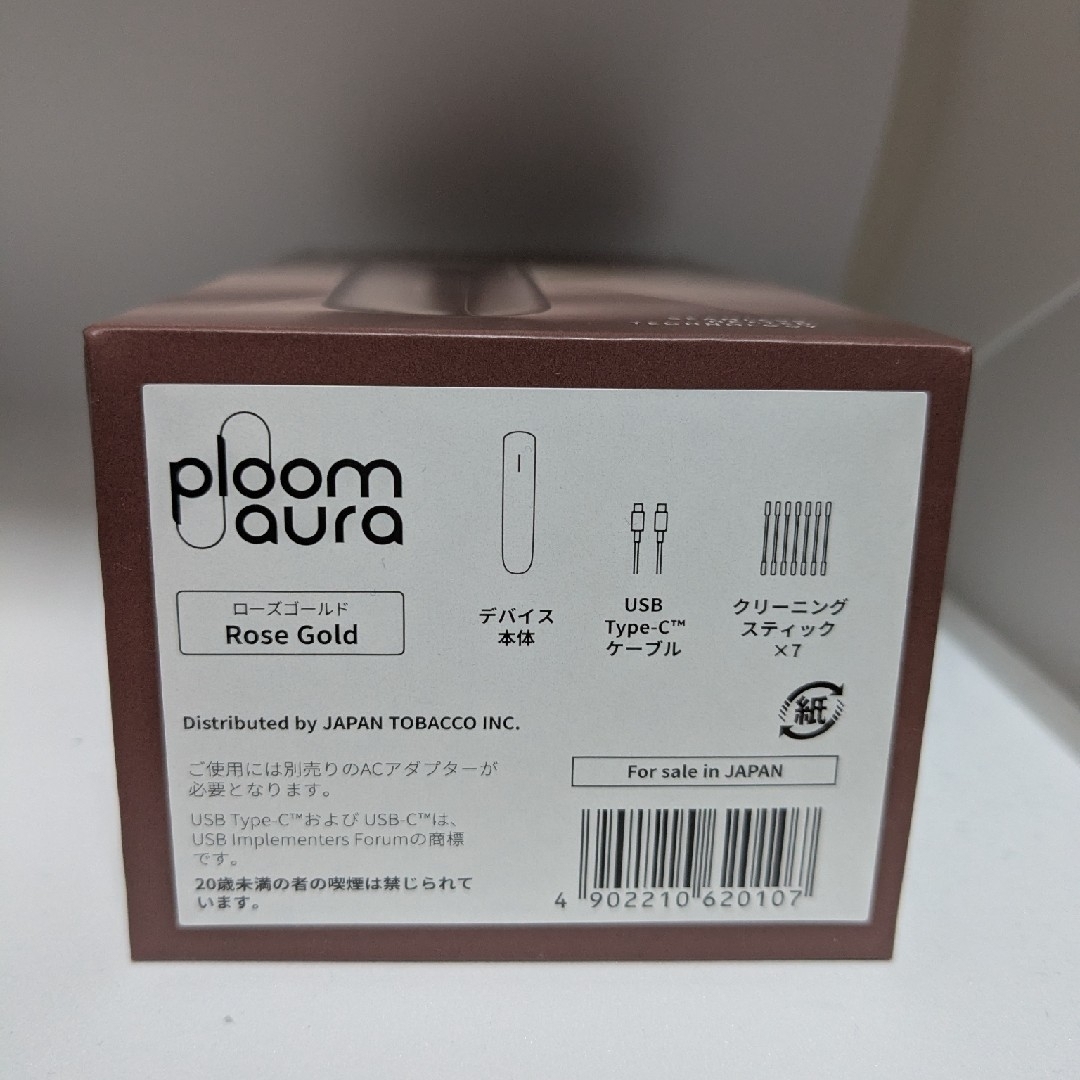 ploom
aura
ローズゴールド
Rose Gold
デバイス
本体
USB
Type-C™
ケーブル
クリーニング
スティック
×7
Distributed by JAPAN TOBACCO INC.
紙
ご使用には別売りのACアダプターが
必要となります。
USB Type-C™および USB-C™は、
USB Implementers Forumの商標
です。
20歳未満の者の喫煙は禁じられて
います。
For sale in JAPAN
4 902210 620107